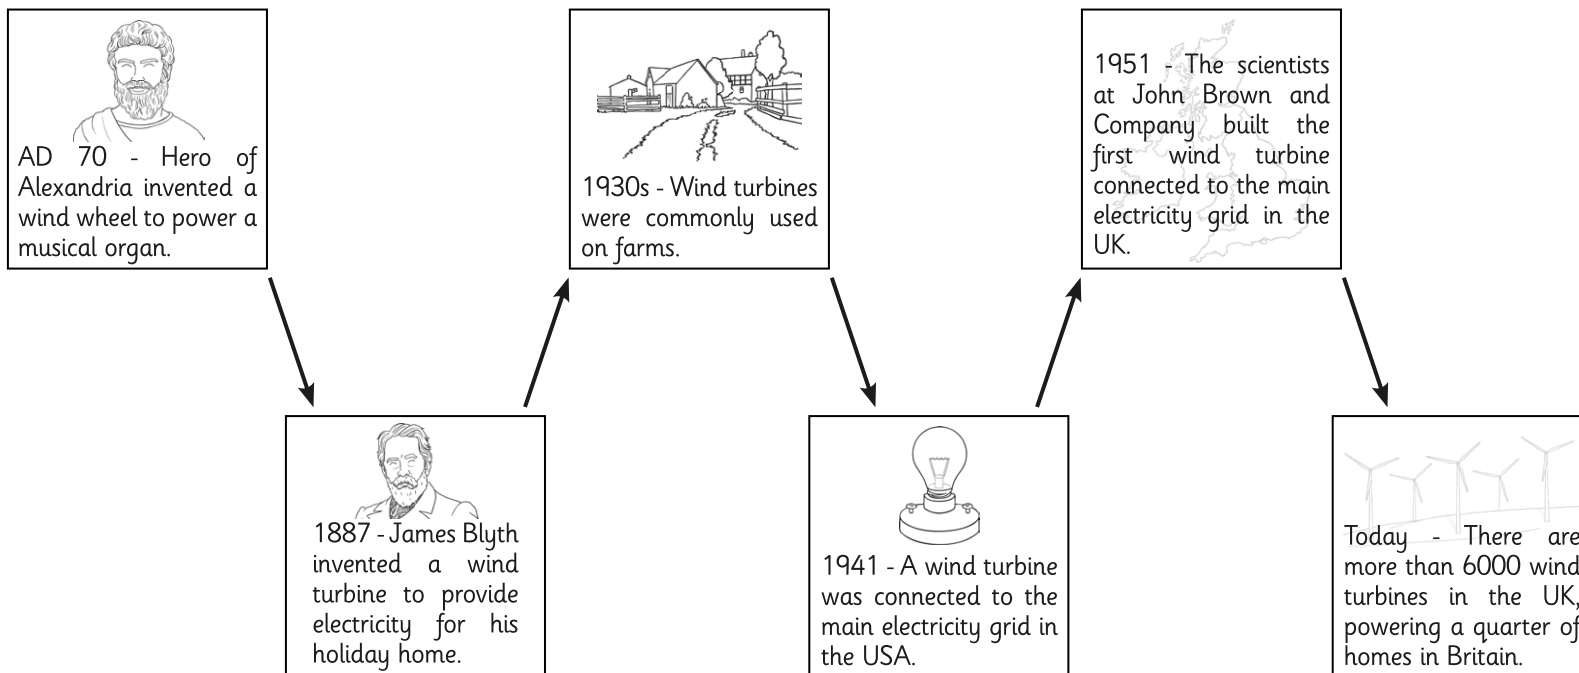 AD 70 - Hero of
Alexandria invented a
wind wheel to power a
musical organ.
1887 - James Blyth
invented a wind
turbine to provide
electricity for his
holiday home.
1930s - Wind turbines
were commonly used
on farms.
1941 - A wind turbine
was connected to the
main electricity grid in
the USA.
1951 - The scientists
at John Brown and
Company built the
first wind turbine
connected to the main
electricity grid in the
UK.
Today - There are
more than 6000 wind
turbines in the UK,
powering a quarter of
homes in Britain.